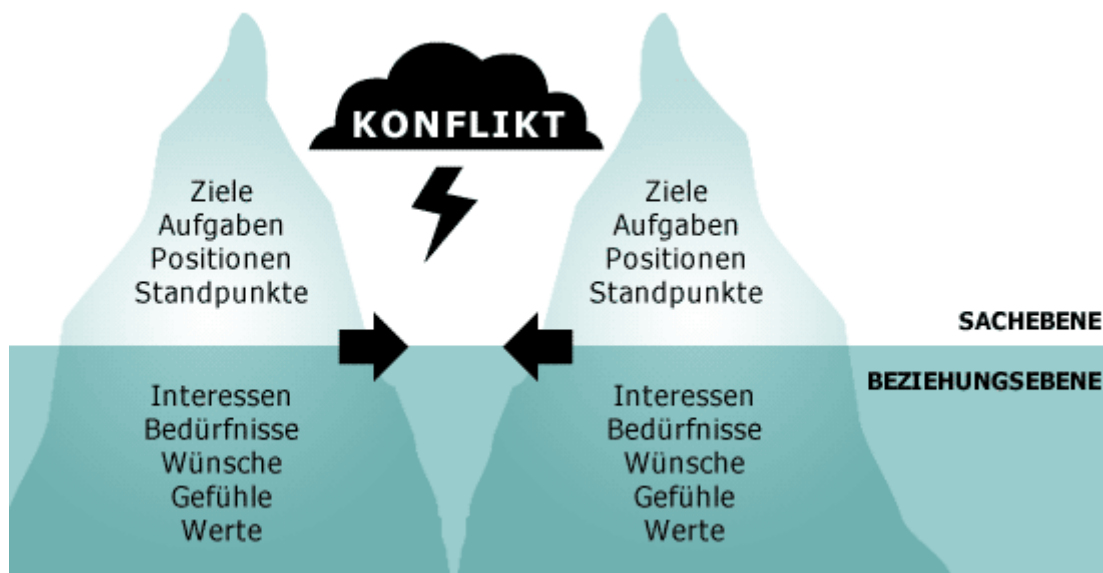 KONFLIKT
Ziele
Aufgaben
Positionen
Standpunkte
Ziele
Aufgaben
Positionen
Standpunkte
SACHEBENE
BEZIEHUNGSEBENE
Interessen
Bedürfnisse
Wünsche
Gefühle
Werte
Interessen
Bedürfnisse
Wünsche
Gefühle
Werte